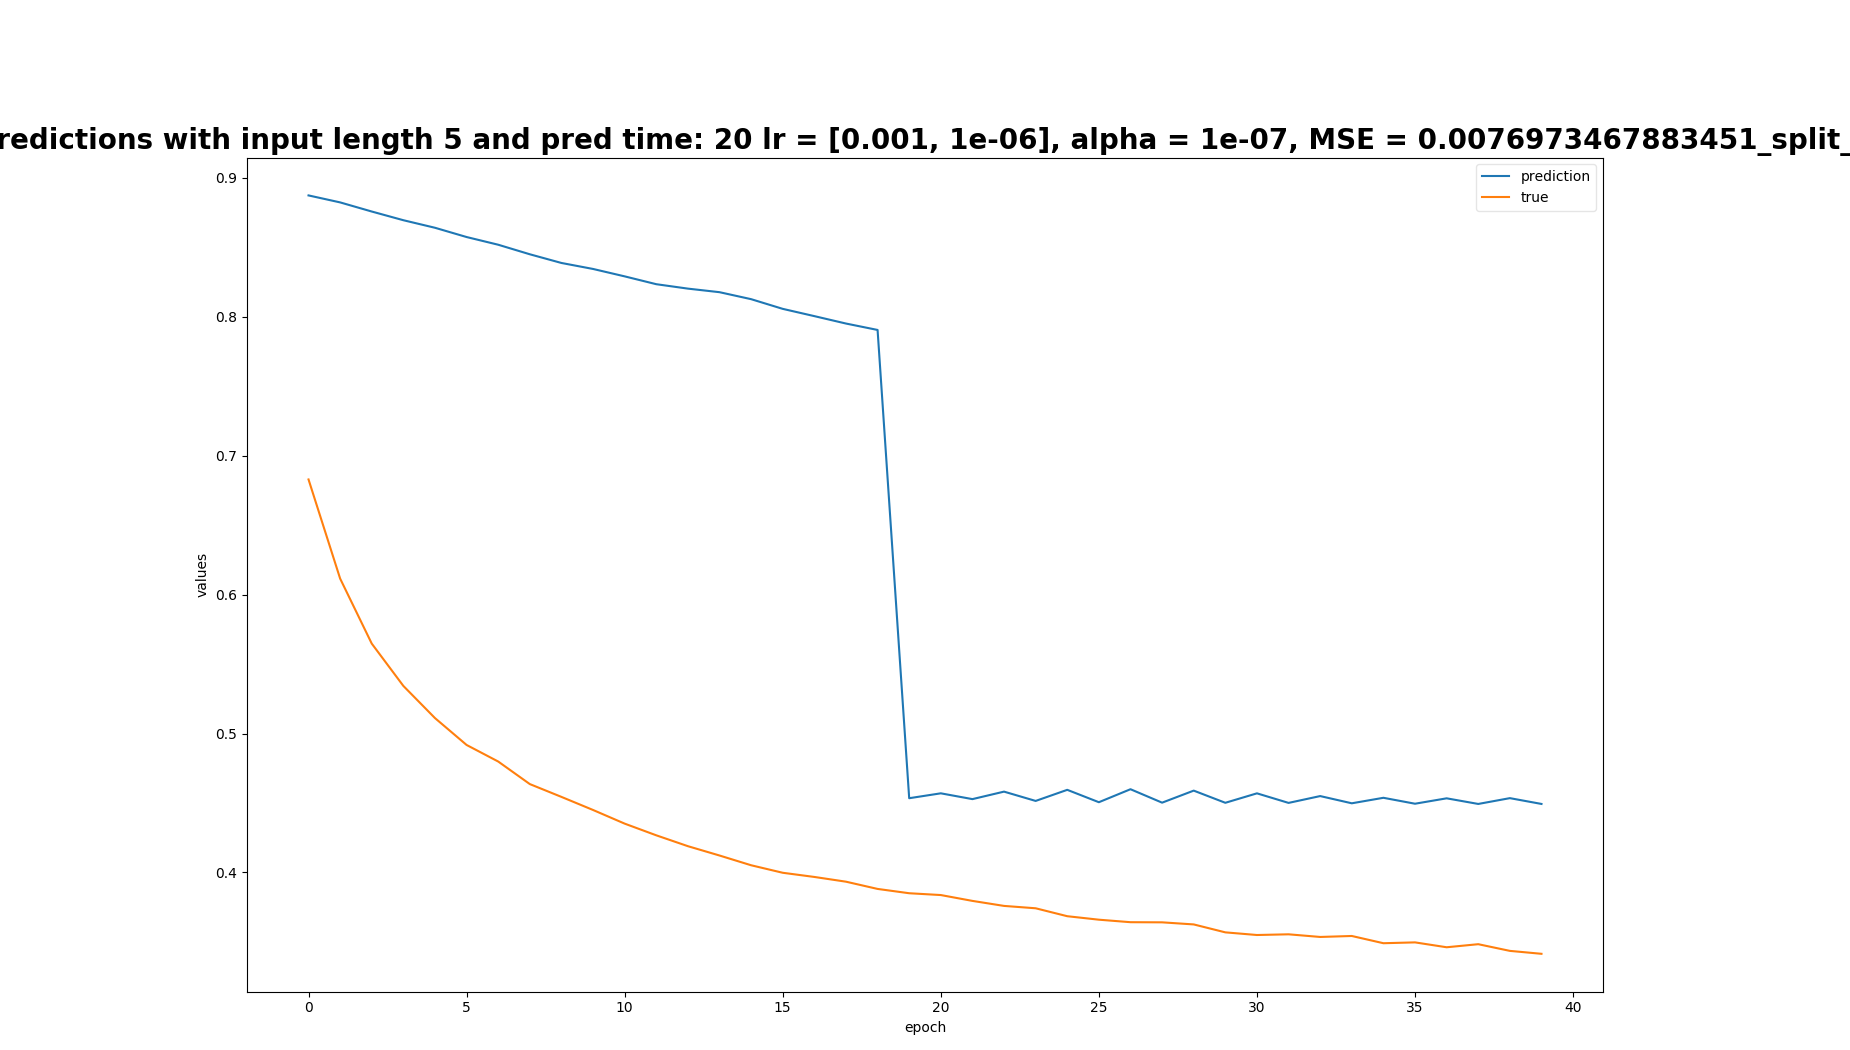 redictions with input length 5 and pred time: 20 lr = [0.001, 1e-06], alpha = 1e-07, MSE = 0.0076973467883451_split_
prediction
true
0.9
0.8
0.7
0.6
0.5
0.4
values
0 5 10 15 20 25 30 35 40
epoch